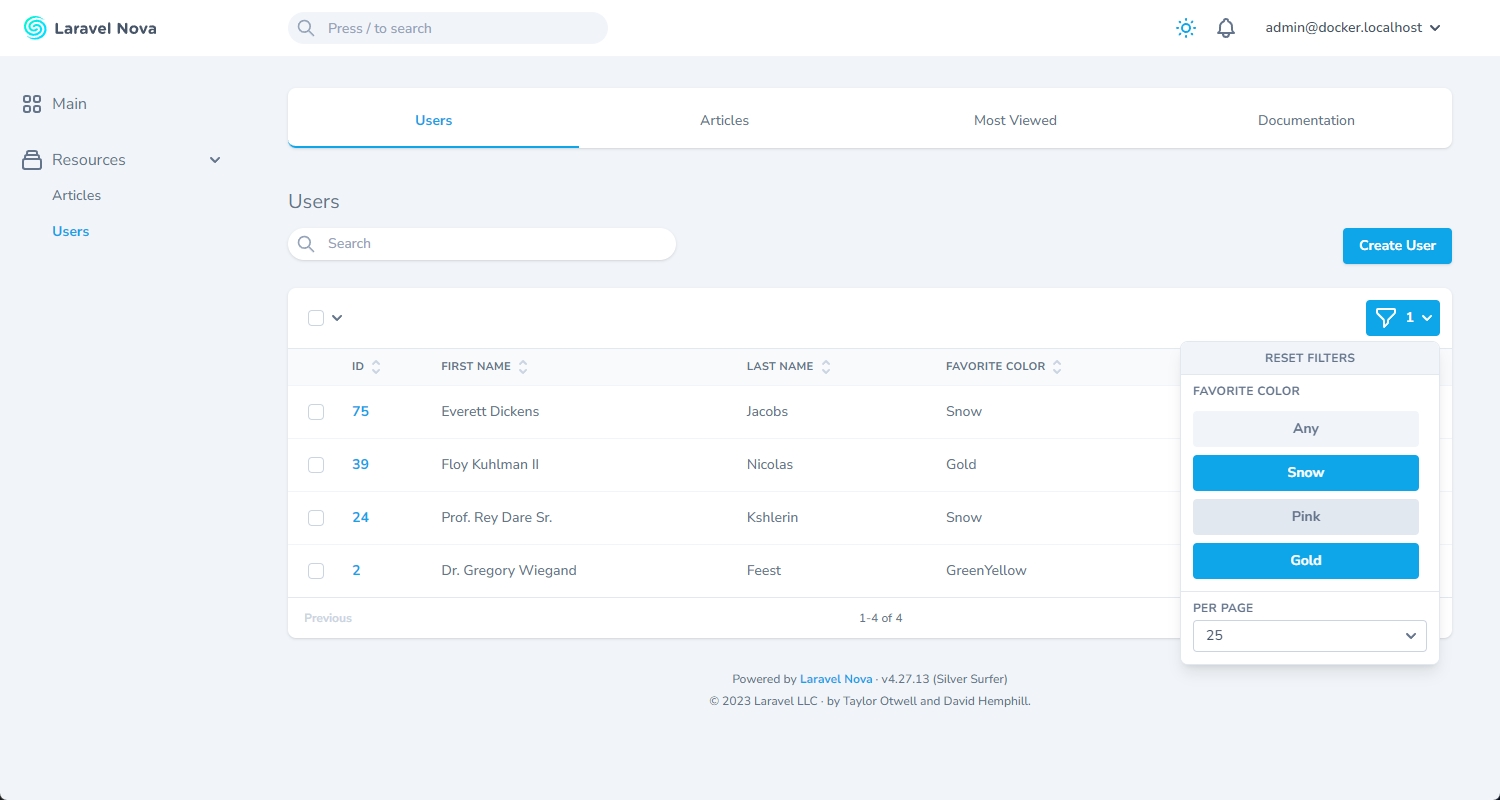 Laravel Nova
Press / to search
admin@docker.localhost
Main
Resources
Articles
Users
Users Articles Most Viewed Documentation
Users
Search
Create User
1
ID FIRST NAME LAST NAME FAVORITE COLOR
75 Everett Dickens Jacobs Snow
39 Floy Kuhlman II Nicolas Gold
24 Prof. Rey Dare Sr. Kshlerin Snow
2 Dr. Gregory Wiegand Feest GreenYellow
Previous 1-4 of 4
RESET FILTERS
FAVORITE COLOR
Any
Snow
Pink
Gold
PER PAGE
25
Powered by Laravel Nova · v4.27.13 (Silver Surfer)
© 2023 Laravel LLC · by Taylor Otwell and David Hemphill.